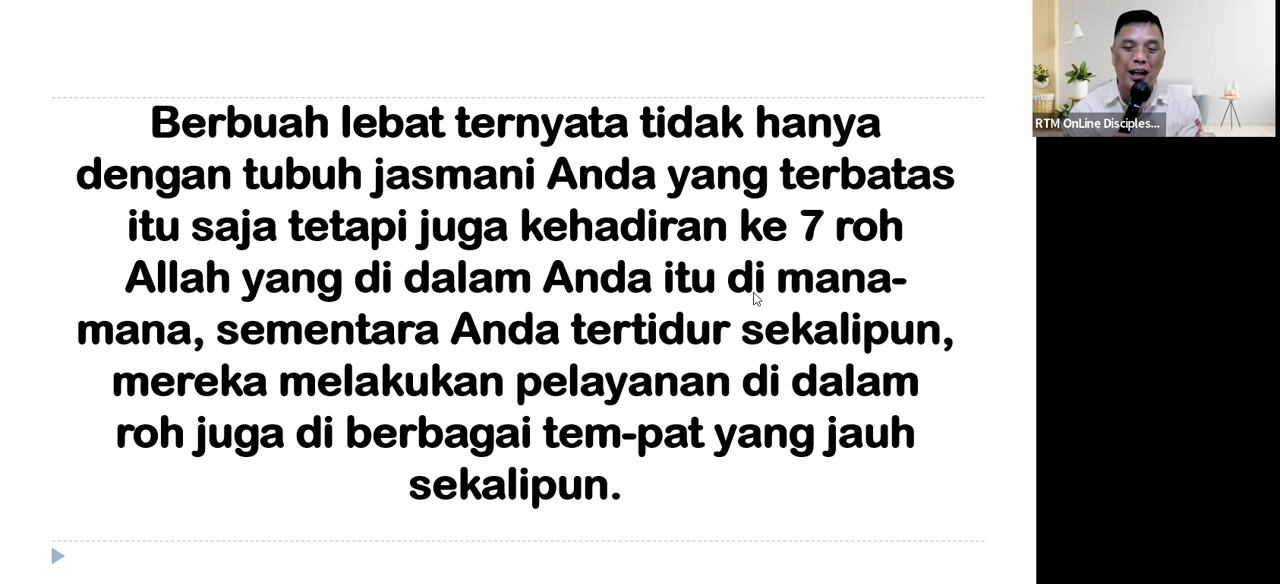 Berbuah lebat ternyata tidak hanya
dengan tubuh jasmani Anda yang terbatas
itu saja tetapi juga kehadiran ke 7 roh
Allah yang di dalam Anda itu di mana-
mana, sementara Anda tertidur sekalipun,
mereka melakukan pelayanan di dalam
roh juga di berbagai tem-pat yang jauh
sekalipun.
RTM OnLine Disciples...